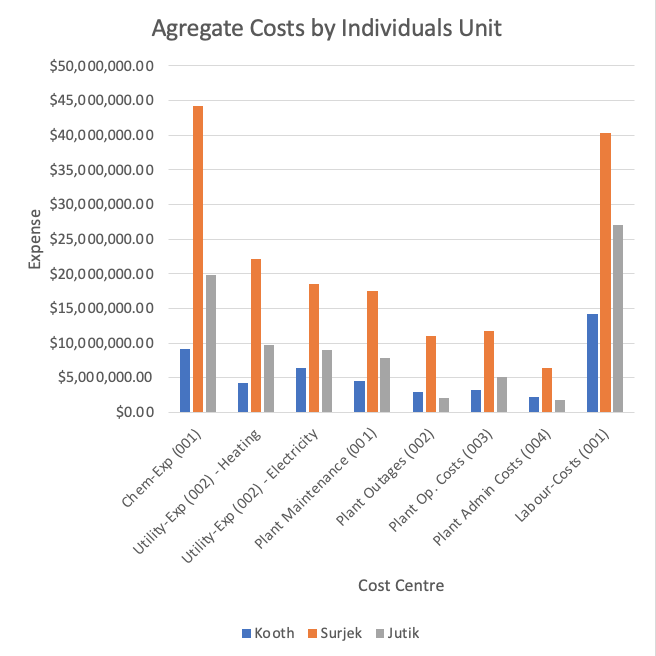 Agregate Costs by Individuals Unit
$50,000,000.00
$45,000,000.00
$40,000,000.00
$35,000,000.00
$30,000,000.00
$25,000,000.00
$20,000,000.00
$15,000,000.00
$10,000,000.00
$5,000,000.00
$0.00
Expense
Chem-Exp (001)
Utility-Exp (002) - Heating
Utility-Exp (002) - Electricity
Plant Maintenance (001)
Plant Outages (002)
Plant Op. Costs (003)
Plant Admin Costs (004)
Labour-Costs (001)
Cost Centre
Kooth Surjek Jutik